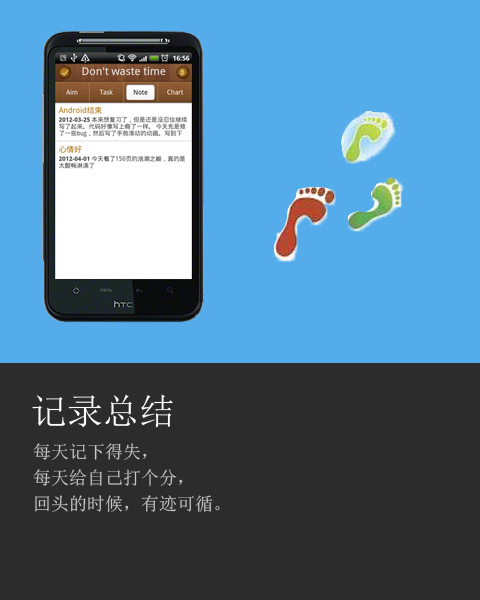 16:56
Don't waste time
Aim Task Note Chart
Android结束
2012-03-25 本来想复习了，但是还是没忍住继续
写了起来。代码好像写上瘾了一样。 今天先是修
了一些bug，然后写了手势滑动的动画。写到下
心情好
2012-04-01 今天看了150页的浪潮之巅，真的是
太酣畅淋漓了
MENU
hTC
记录总结
每天记下得失，
每天给自己打个分，
回头的时候，有迹可循。